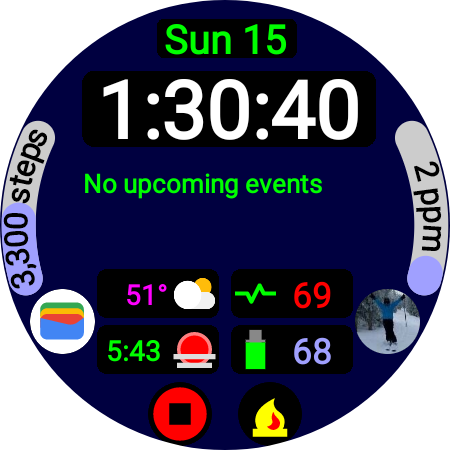 Sun 15
1:30:40
3,300 steps
2 ppm
No upcoming events
51°
69
5:43
68